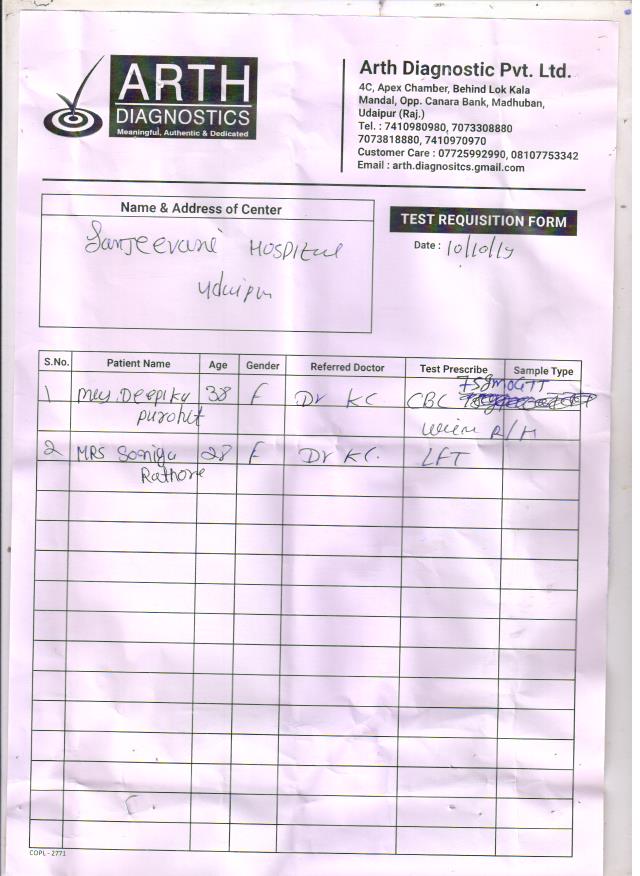 ARTH
DIAGNOSTICS
Meaningful, Authentic & Dedicated
Arth Diagnostic Pvt. Ltd.
4C, Apex Chamber, Behind Lok Kala
Mandal, Opp. Canara Bank, Madhuban,
Udaipur (Raj.)
Tel. : 7410980980, 7073308880
7073818880, 7410970970
Customer Care : 07725992990, 08107753342
Email : arth.diagnositcs.gmail.com
Name & Address of Center
Sanjeevani HOSPITAL
Udaipur
TEST REQUISITION FORM
Date : 10/10/19
S.No. Patient Name Age Gender Referred Doctor Test Prescribe Sample Type
1 Deepika 38 F Dr KC CBC
purohit
Urine R/M
2 MRS Soniya 28 F Dr KC. LFT
Rathore
COPL - 2771